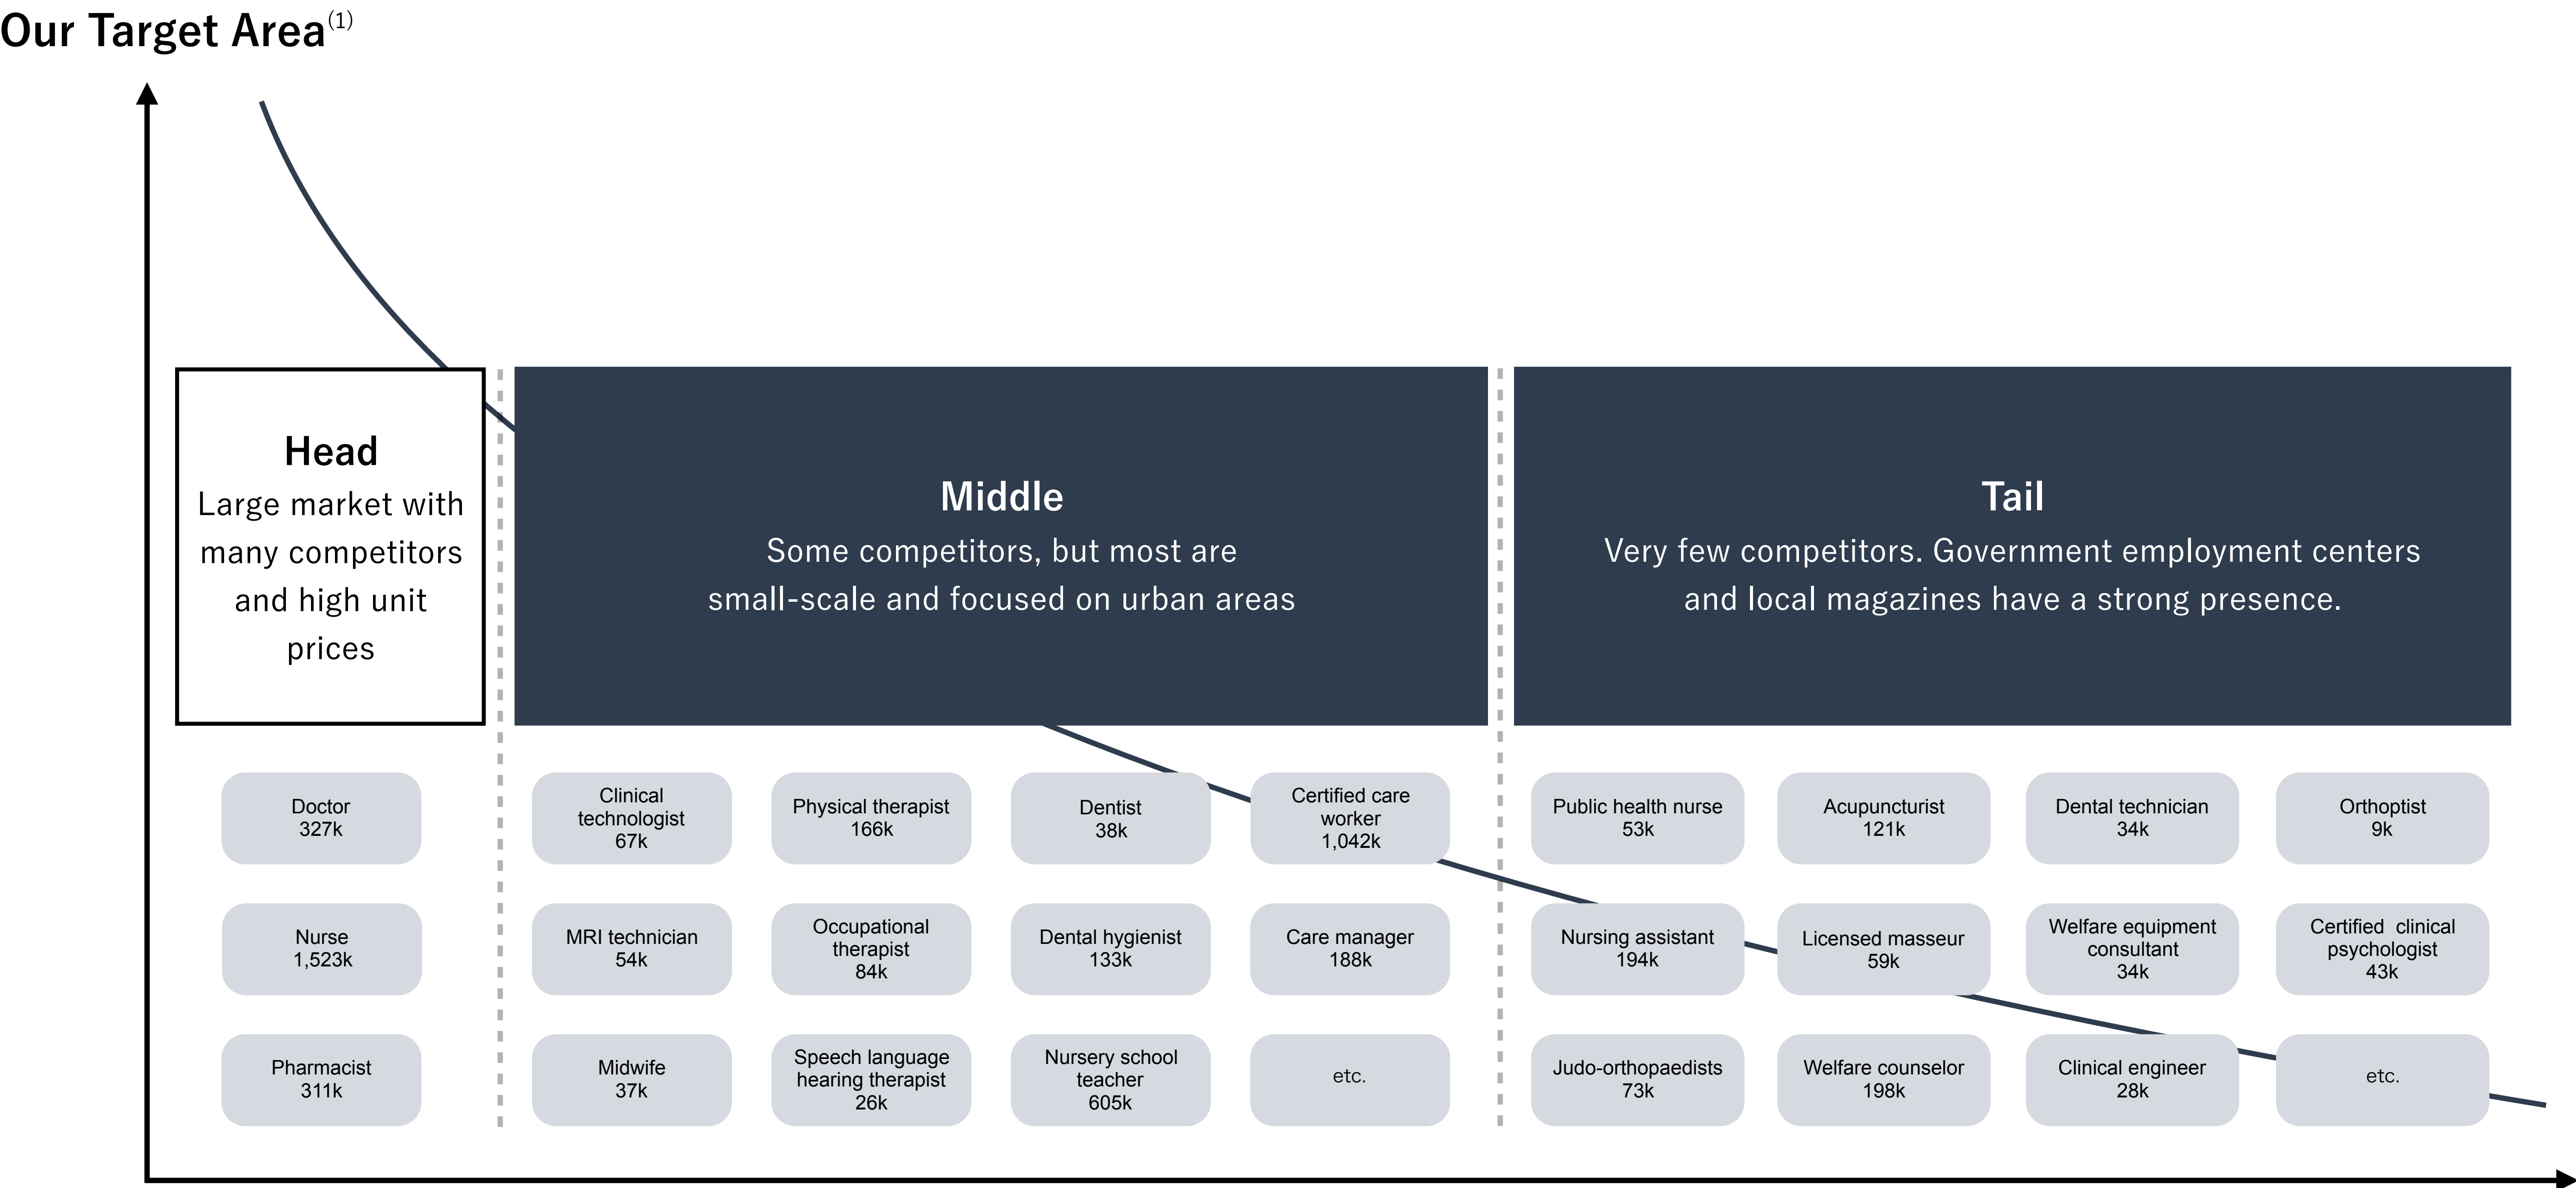 Our Target Area(1)
Head
Large market with
many competitors
and high unit
prices
Middle
Some competitors, but most are
small-scale and focused on urban areas
Tail
Very few competitors. Government employment centers
and local magazines have a strong presence.
Doctor
327k
Nurse
1,523k
Pharmacist
311k
Clinical
technologist
67k
Physical therapist
166k
Dentist
38k
Certified care
worker
1,042k
MRI technician
54k
Occupational
therapist
84k
Dental hygienist
133k
Care manager
188k
Midwife
37k
Speech language
hearing therapist
26k
Nursery school
teacher
605k
etc.
Public health nurse
53k
Acupuncturist
121k
Dental technician
34k
Orthoptist
9k
Nursing assistant
194k
Licensed masseur
59k
Welfare equipment
consultant
34k
Certified  clinical
psychologist
43k
Judo-orthopaedists
73k
Welfare counselor
198k
Clinical engineer
28k
etc.